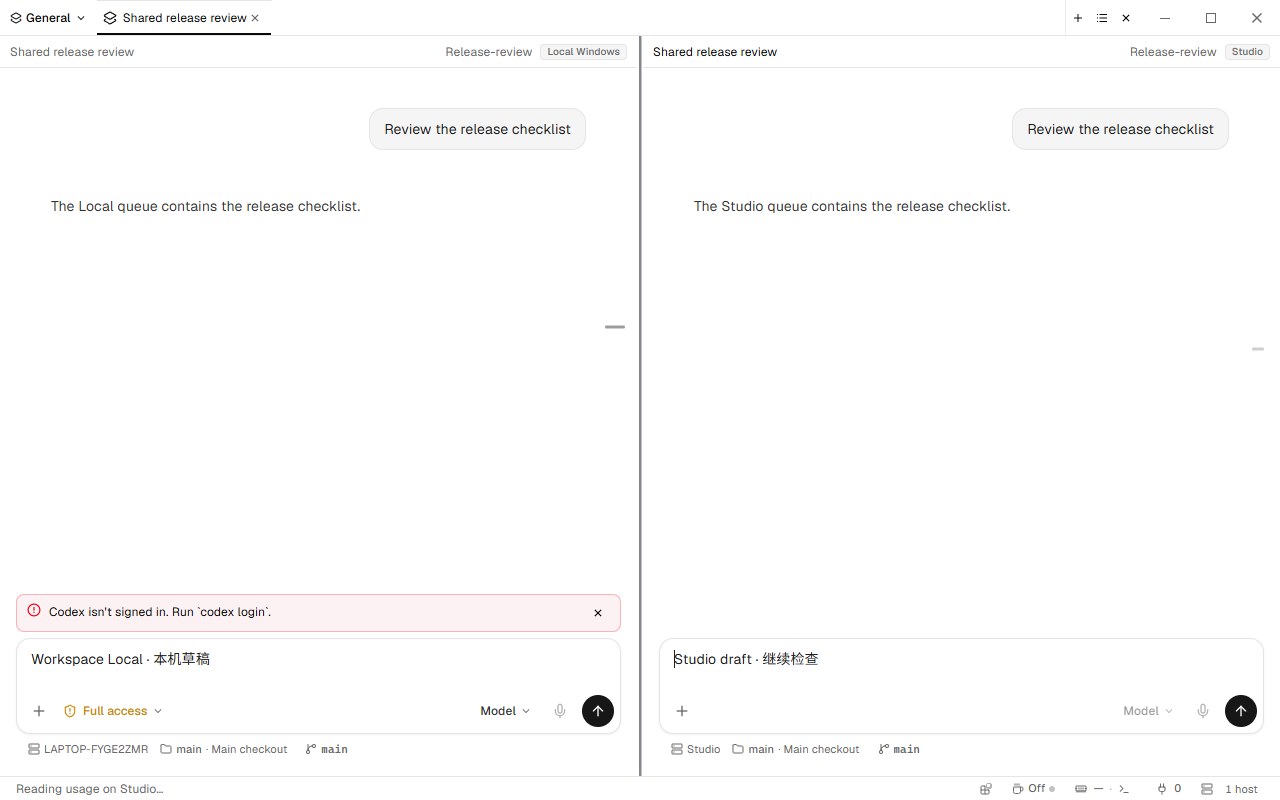 General
Shared release review
Shared release review
Release-review
Local Windows
Review the release checklist
The Local queue contains the release checklist.
Codex isn't signed in. Run `codex login`.
Workspace Local · 本机草稿
Full access
Model
LAPTOP-FYGE2ZMR
main · Main checkout
main
Shared release review
Release-review
Studio
Review the release checklist
The Studio queue contains the release checklist.
Studio draft · 继续检查
Model
Studio
main · Main checkout
main
Reading usage on Studio…
Off
— ·
0
1 host